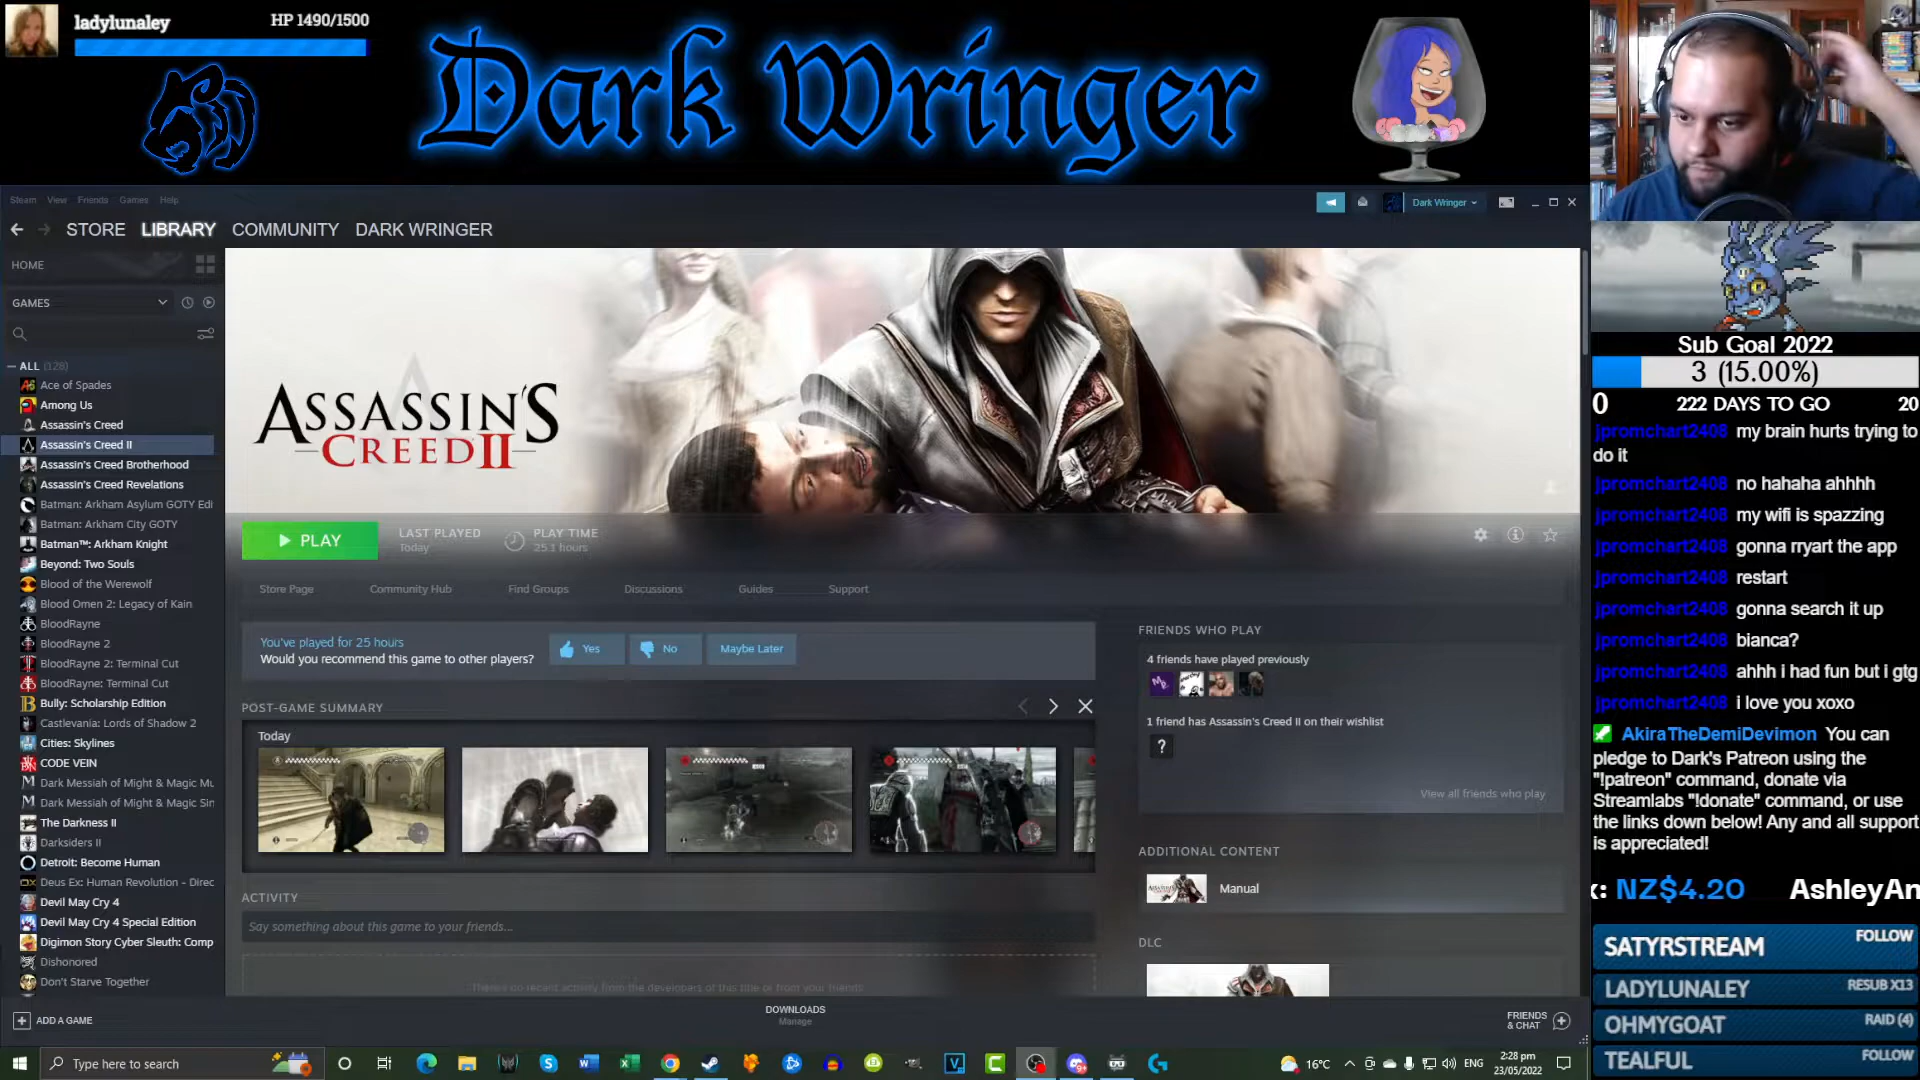 ladylunaley
HP 1490/1500
Dark Wringer
Steam View Friends Games Help
Dark Wringer
STORE LIBRARY COMMUNITY DARK WRINGER
HOME
GAMES
ALL (128)
Ace of Spades
Among Us
Assassin's Creed
Assassin's Creed II
Assassin's Creed Brotherhood
Assassin's Creed Revelations
Batman: Arkham Asylum GOTY Edi
Batman: Arkham City GOTY
Batman™: Arkham Knight
Beyond: Two Souls
Blood of the Werewolf
Blood Omen 2: Legacy of Kain
BloodRayne
BloodRayne 2
BloodRayne 2: Terminal Cut
BloodRayne: Terminal Cut
Bully: Scholarship Edition
Castlevania: Lords of Shadow 2
Cities: Skylines
CODE VEIN
Dark Messiah of Might & Magic Mu
Dark Messiah of Might & Magic Sin
The Darkness II
Darksiders II
Detroit: Become Human
Deus Ex: Human Revolution - Direc
Devil May Cry 4
Devil May Cry 4 Special Edition
Digimon Story Cyber Sleuth: Comp
Dishonored
Don't Starve Together
ADD A GAME
ASSASSIN'S
CREED II
PLAY
LAST PLAYED
Today
PLAY TIME
25.1 hours
Store Page Community Hub Find Groups Discussions Guides Support
You've played for 25 hours
Would you recommend this game to other players?
Yes No Maybe Later
POST-GAME SUMMARY
Today
ACTIVITY
Say something about this game to your friends...
There's no recent activity from the developers of this title or from your friends.
FRIENDS WHO PLAY
4 friends have played previously
1 friend has Assassin's Creed II on their wishlist
?
View all friends who play
ADDITIONAL CONTENT
Manual
DLC
DOWNLOADS
Manage
FRIENDS
& CHAT
Sub Goal 2022
3 (15.00%)
0 222 DAYS TO GO 20
jpromchart2408 my brain hurts trying to
do it
jpromchart2408 no hahaha ahhhh
jpromchart2408 my wifi is spazzing
jpromchart2408 gonna rryart the app
jpromchart2408 restart
jpromchart2408 gonna search it up
jpromchart2408 bianca?
jpromchart2408 ahhh i had fun but i gtg
jpromchart2408 i love you xoxo
AkiraTheDemiDevimon You can
pledge to Dark's Patreon using the
"!patreon" command, donate via
Streamlabs "!donate" command, or use
the links down below! Any and all support
is appreciated!
: NZ$4.20 AshleyAn
SATYRSTREAM FOLLOW
LADYLUNALEY RESUB X13
OHMYGOAT RAID (4)
TEALFUL FOLLOW
Type here to search
16°C
ENG
2:28 pm
23/05/2022